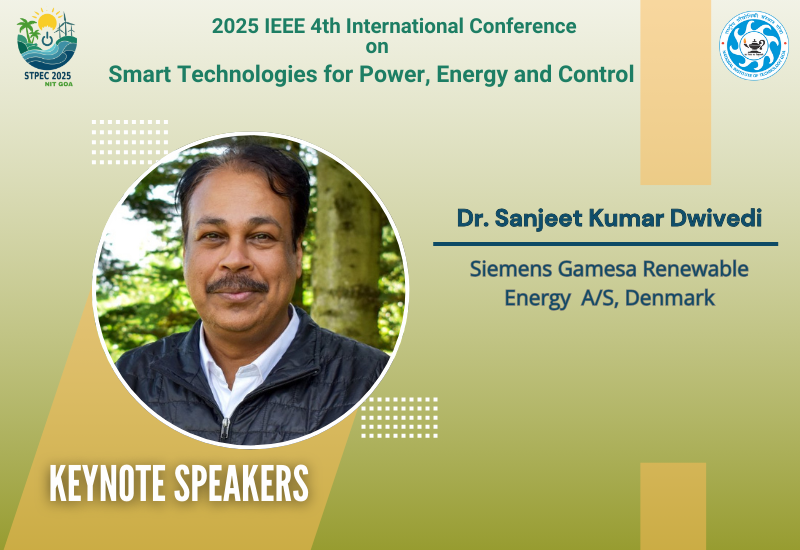 2025 IEEE 4th International Conference
on
Smart Technologies for Power, Energy and Control
STPEC 2025
NIT GOA
Dr. Sanjeet Kumar Dwivedi
Siemens Gamesa Renewable
Energy A/S, Denmark
KEYNOTE SPEAKERS